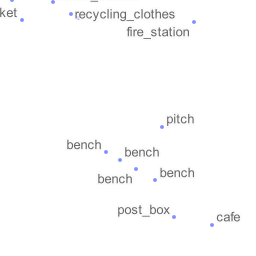 ket
recycling_clothes
fire_station
pitch
bench
bench
bench
bench
post_box
cafe